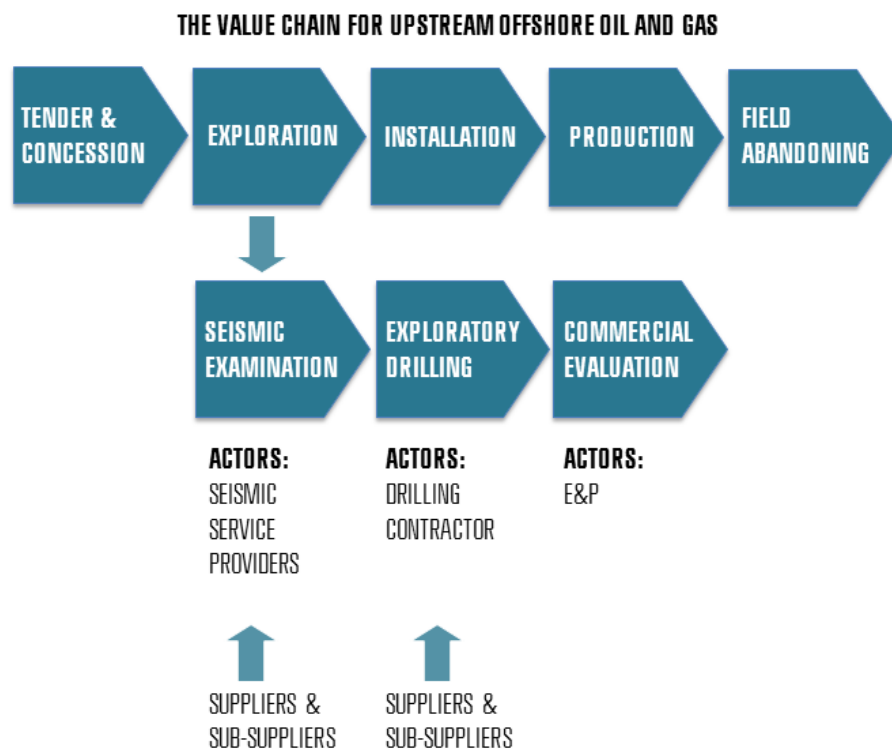 THE VALUE CHAIN FOR UPSTREAM OFFSHORE OIL AND GAS
TENDER &
CONCESSION
EXPLORATION
INSTALLATION
PRODUCTION
FIELD
ABANDONING
SEISMIC
EXAMINATION
EXPLORATORY
DRILLING
COMMERCIAL
EVALUATION
ACTORS:
SEISMIC
SERVICE
PROVIDERS
ACTORS:
DRILLING
CONTRACTOR
ACTORS:
E&P
SUPPLIERS &
SUB-SUPPLIERS
SUPPLIERS &
SUB-SUPPLIERS